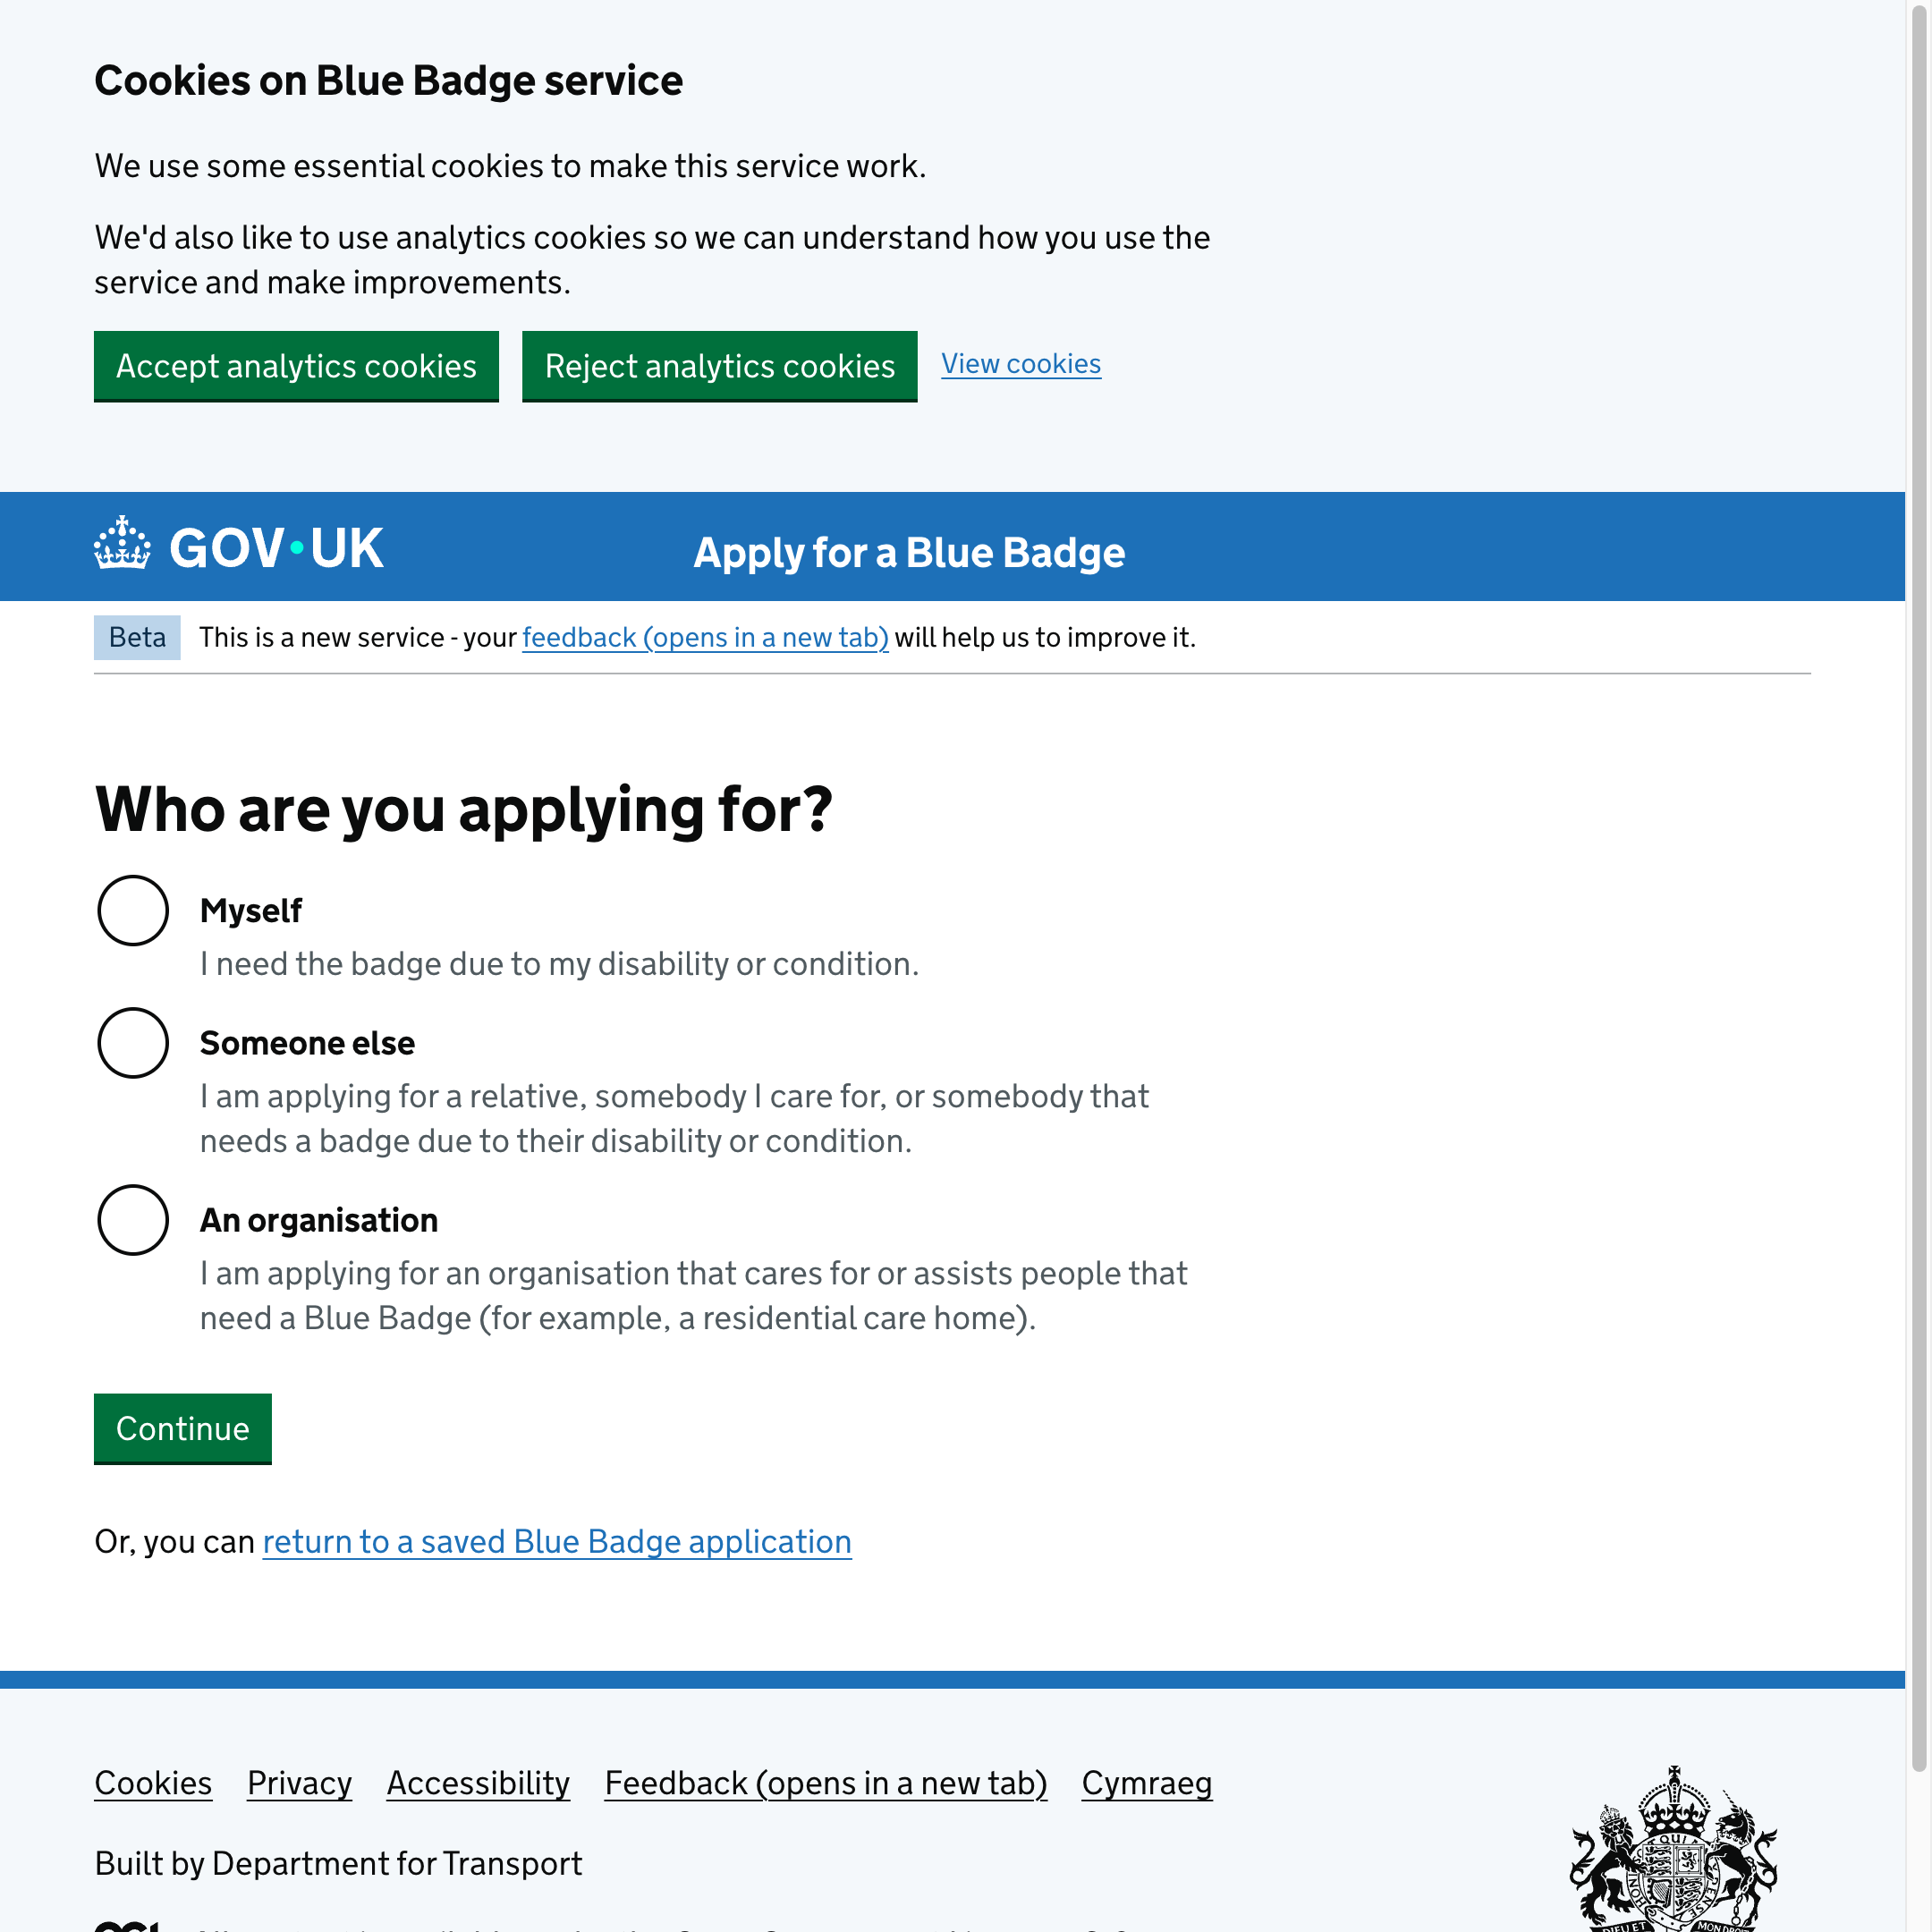 Cookies on Blue Badge service
We use some essential cookies to make this service work.
We'd also like to use analytics cookies so we can understand how you use the
service and make improvements.
Accept analytics cookies
Reject analytics cookies
View cookies
GOV·UK
Apply for a Blue Badge
Beta
This is a new service - your feedback (opens in a new tab) will help us to improve it.
Who are you applying for?
Myself
I need the badge due to my disability or condition.
Someone else
I am applying for a relative, somebody I care for, or somebody that
needs a badge due to their disability or condition.
An organisation
I am applying for an organisation that cares for or assists people that
need a Blue Badge (for example, a residential care home).
Continue
Or, you can return to a saved Blue Badge application
Cookies
Privacy
Accessibility
Feedback (opens in a new tab)
Cymraeg
Built by Department for Transport